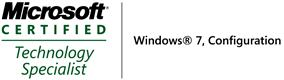 Microsoft®
CERTIFIED
Technology
Specialist
Windows® 7, Configuration